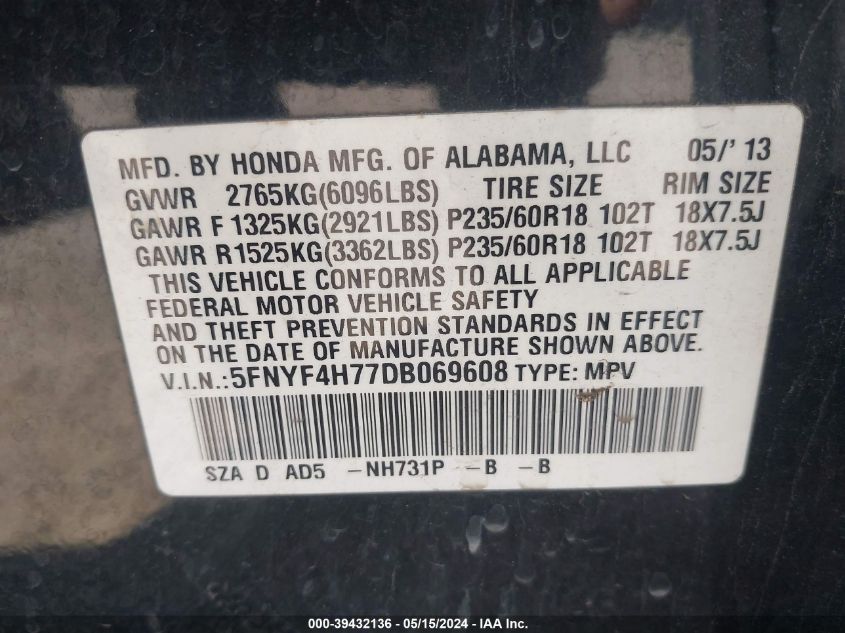 MFD. BY HONDA MFG. OF ALABAMA, LLC 05/' 13
GVWR 2765KG(6096LBS) TIRE SIZE RIM SIZE
GAWR F 1325KG(2921LBS) P235/60R18 102T 18X7.5J
GAWR R1525KG(3362LBS) P235/60R18 102T 18X7.5J
THIS VEHICLE CONFORMS TO ALL APPLICABLE
FEDERAL MOTOR VEHICLE SAFETY
AND THEFT PREVENTION STANDARDS IN EFFECT
ON THE DATE OF MANUFACTURE SHOWN ABOVE.
V.I.N.:5FNYF4H77DB069608 TYPE: MPV
SZA D AD5 -NH731P -B -B
000-39432136 - 05/15/2024 - IAA Inc.